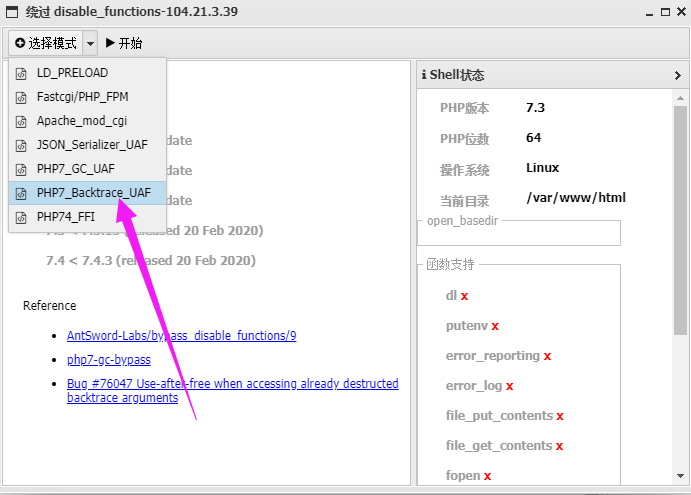 绕过 disable_functions-104.21.3.39
选择模式
开始
LD_PRELOAD
Fastcgi/PHP_FPM
Apache_mod_cgi
JSON_Serializer_UAF
PHP7_GC_UAF
PHP7_Backtrace_UAF
PHP74_FFI
date
date
date
(released 20 Feb 2020)
7.4 < 7.4.3 (released 20 Feb 2020)
Reference
AntSword-Labs/bypass_disable_functions/9
php7-gc-bypass
Bug #76047 Use-after-free when accessing already destructed
backtrace arguments
Shell状态
PHP版本 7.3
PHP位数 64
操作系统 Linux
当前目录 /var/www/html
open_basedir
函数支持
dl x
putenv x
error_reporting x
error_log x
file_put_contents x
file_get_contents x
fopen x